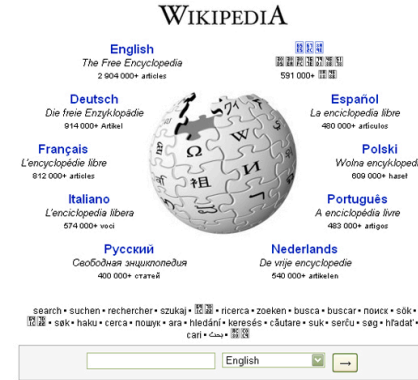 WIKIPEDIA
English
The Free Encyclopedia
2 904 000+ articles
591 000+
Deutsch
Die freie Enzyklopädie
914 000+ Artikel
Español
La enciclopedia libre
480 000+ artículos
Français
L'encyclopédie libre
812 000+ articles
Polski
Wolna encyklopedi
609 000+ haseł
Italiano
L'enciclopedia libera
574 000+ voci
Português
A enciclopédia livre
483 000+ artigos
Русский
Свободная энциклопедия
400 000+ статей
Nederlands
De vrije encyclopedie
540 000+ artikelen
Ω
W
И
祖
search • suchen • rechercher • szukaj • • ricerca • zoeken • busca • buscar • поиск • sök •
• søk • haku • cerca • пошук • ara • hledání • keresés • căutare • suk • serĉu • søg • hľadať •
cari • بحث •
English
→